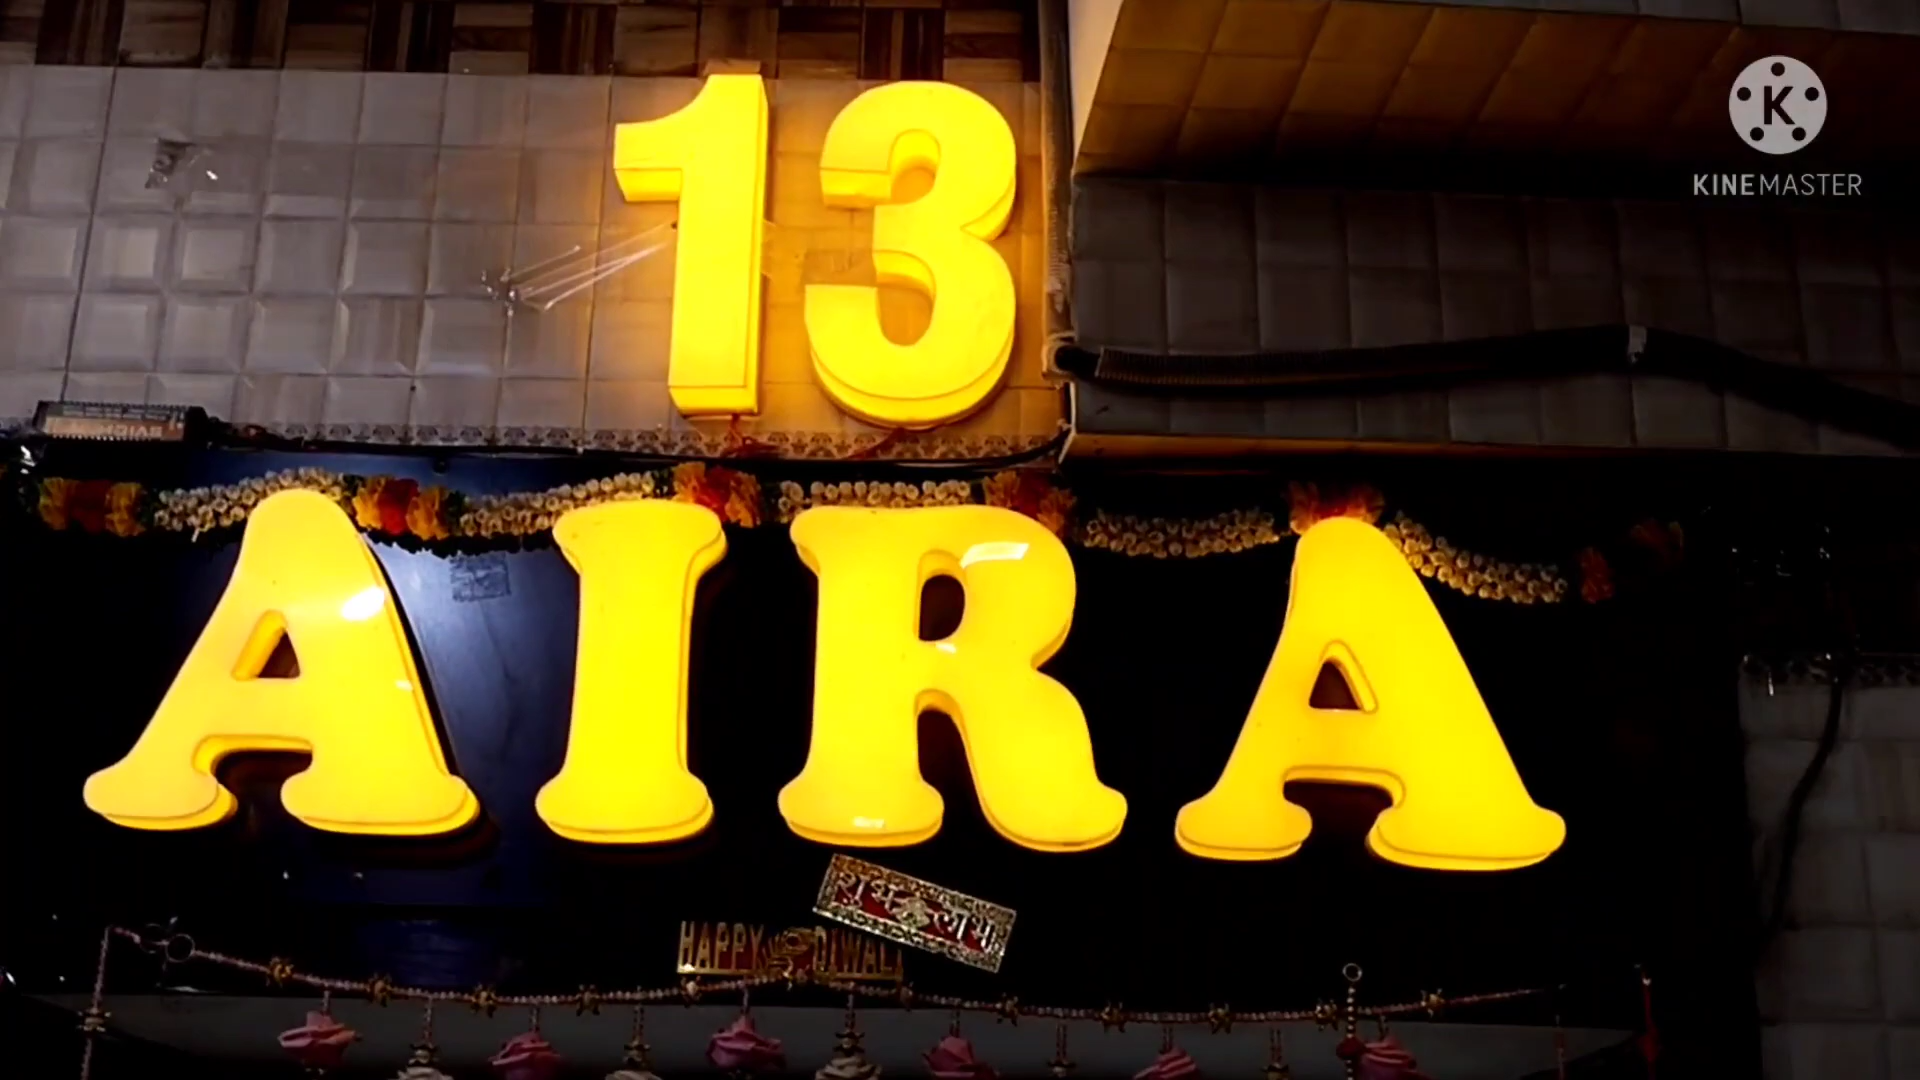 13
KINEMASTER
AIRA
शुभ लाभ
HAPPY DIWALI